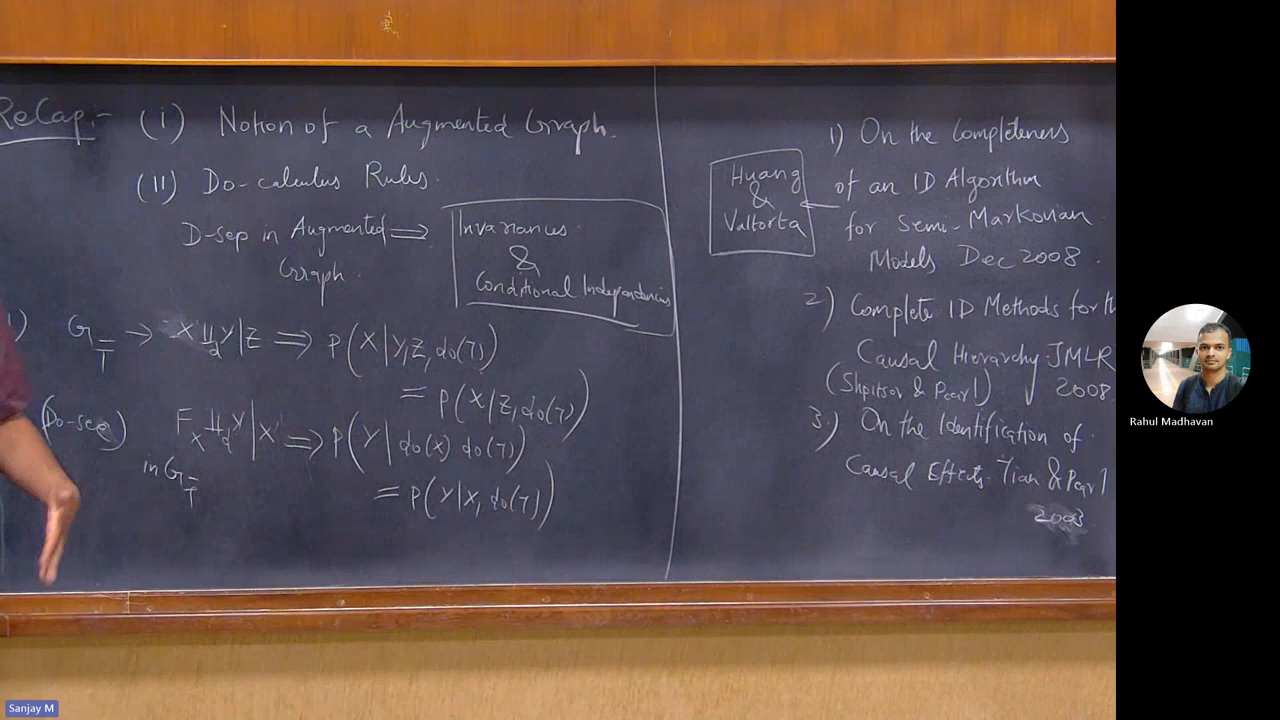 ReCap:- (i) Notion of a Augmented Graph.
(II) Do-calculus Rules.
D-sep in Augmented Graph. ⟹ Invariances & Conditional Independencies
G_T̅ → X ⫫_d Y|Z ⟹ P(X|Y,Z, do(T))
= P(X|Z, do(T))
(Do-sep) F_X ⫫_d Y|X ⟹ P(Y|do(x) do(T))
in G_T̅
= P(Y|X, do(T))
Huang
&
Valtorta
1) On the Completeness
of an ID Algorithm
for Semi-Markovian
Models Dec 2008.
2) Complete ID Methods for th
Causal Hierarchy. JMLR
(Shpitser & Pearl) 2008
3.) On the Identification of
Causal Effects. Tian & Pearl
2003
Rahul Madhavan
Sanjay M